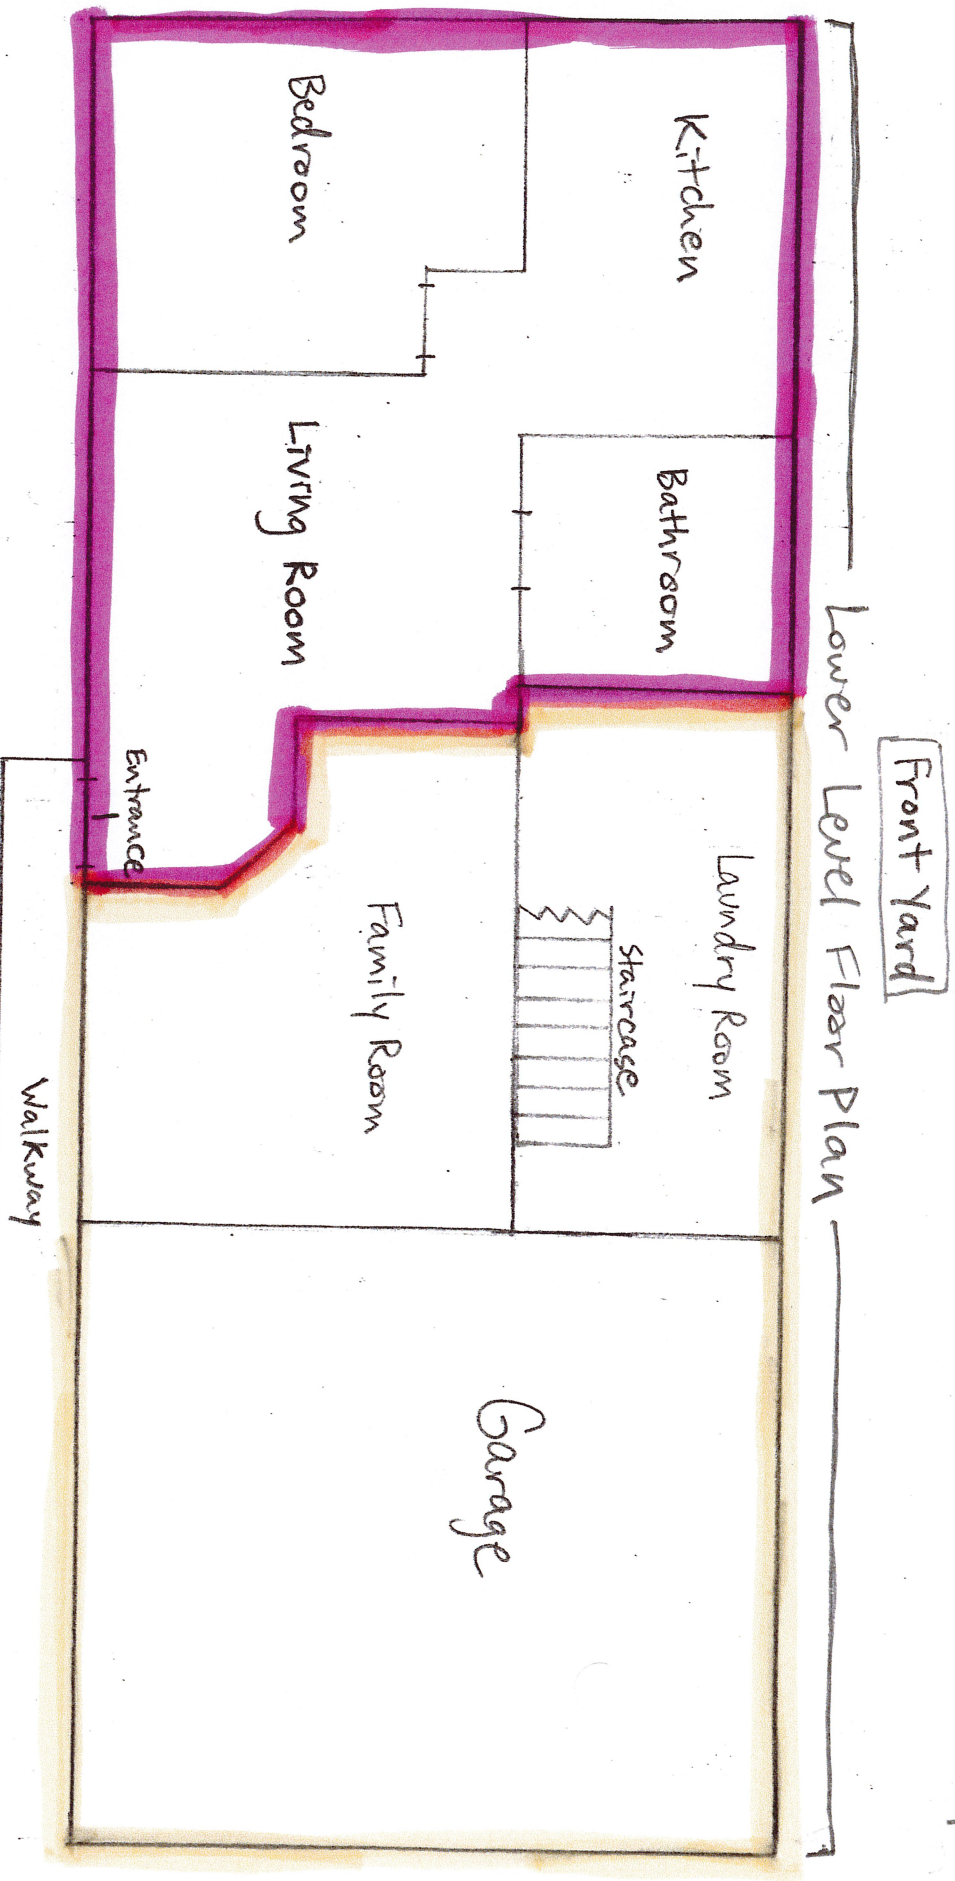 Front Yard
Lower Level Floor Plan
Kitchen
Bathroom
Laundry Room
Staircase
Bedroom
Living Room
Family Room
Garage
Entrance
Walkway